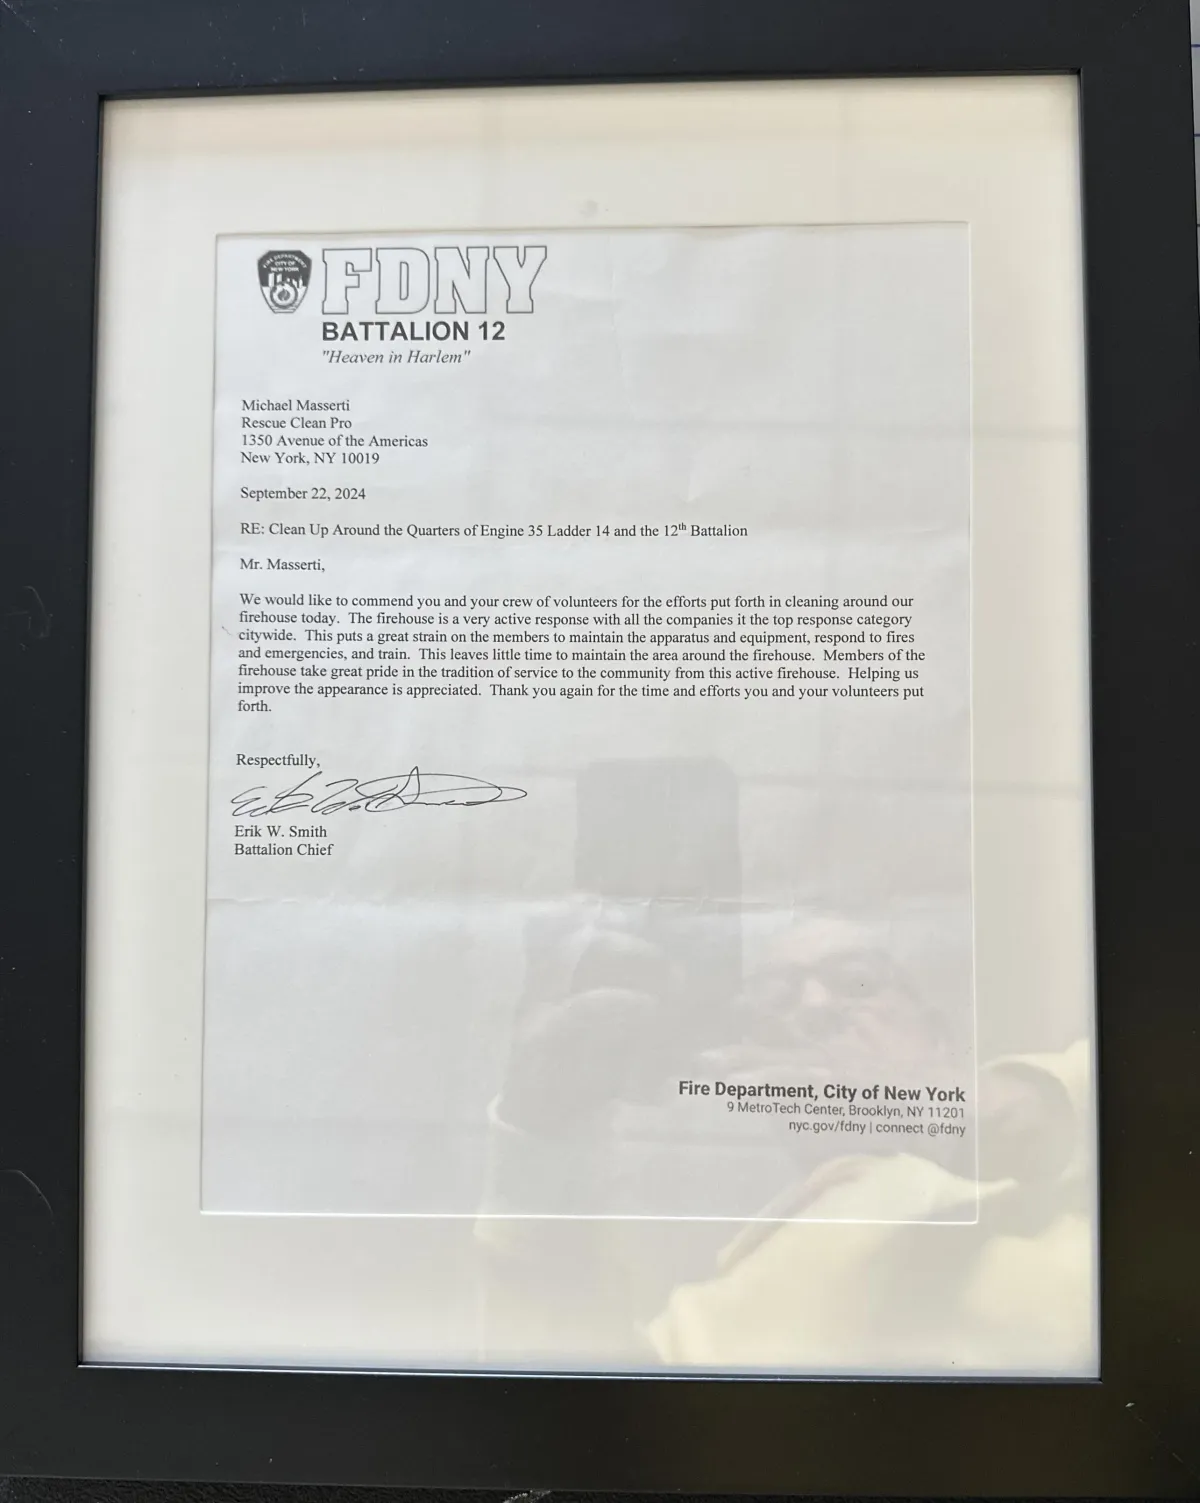 FIRE DEPARTMENT
CITY OF
NEW YORK
FDNY
BATTALION 12
"Heaven in Harlem"
Michael Masserti
Rescue Clean Pro
1350 Avenue of the Americas
New York, NY 10019
September 22, 2024
RE: Clean Up Around the Quarters of Engine 35 Ladder 14 and the 12th Battalion
Mr. Masserti,
We would like to commend you and your crew of volunteers for the efforts put forth in cleaning around our
firehouse today. The firehouse is a very active response with all the companies it the top response category
citywide. This puts a great strain on the members to maintain the apparatus and equipment, respond to fires
and emergencies, and train. This leaves little time to maintain the area around the firehouse. Members of the
firehouse take great pride in the tradition of service to the community from this active firehouse. Helping us
improve the appearance is appreciated. Thank you again for the time and efforts you and your volunteers put
forth.
Respectfully,
Erik W. Smith
Battalion Chief
Fire Department, City of New York
9 MetroTech Center, Brooklyn, NY 11201
nyc.gov/fdny | connect @fdny